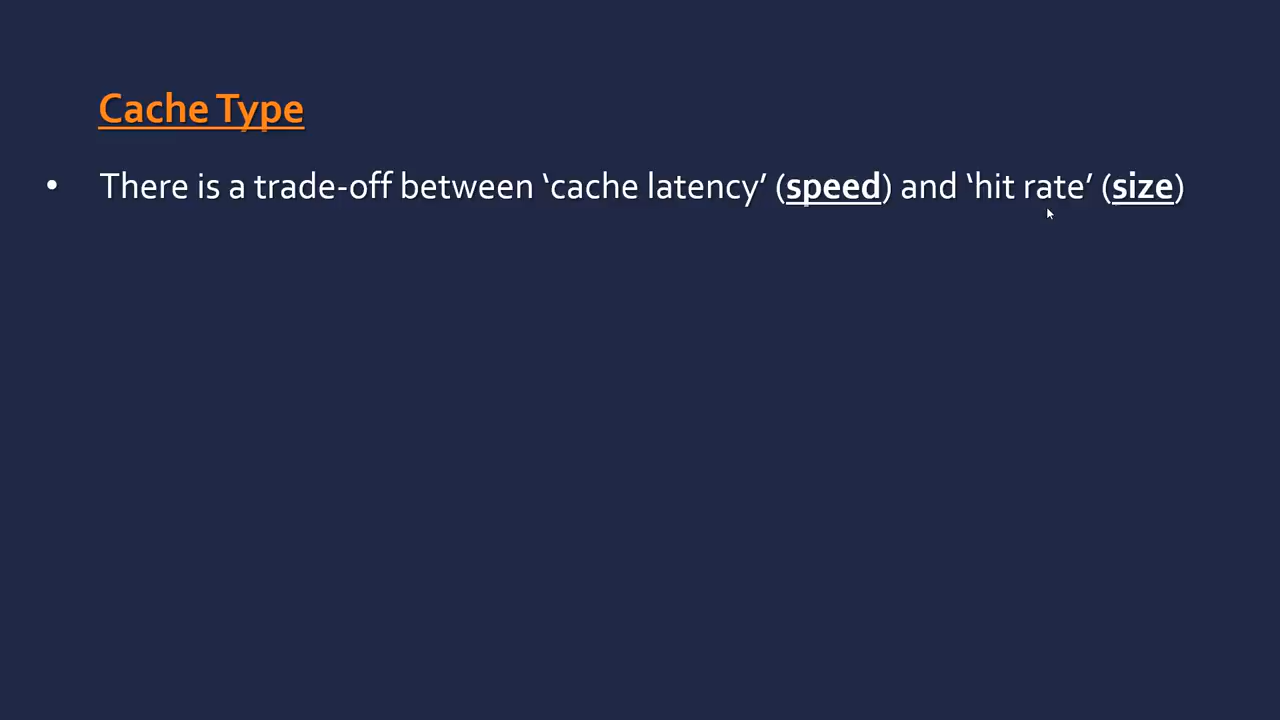 Cache Type
• There is a trade-off between ‘cache latency’ (speed) and ‘hit rate’ (size)